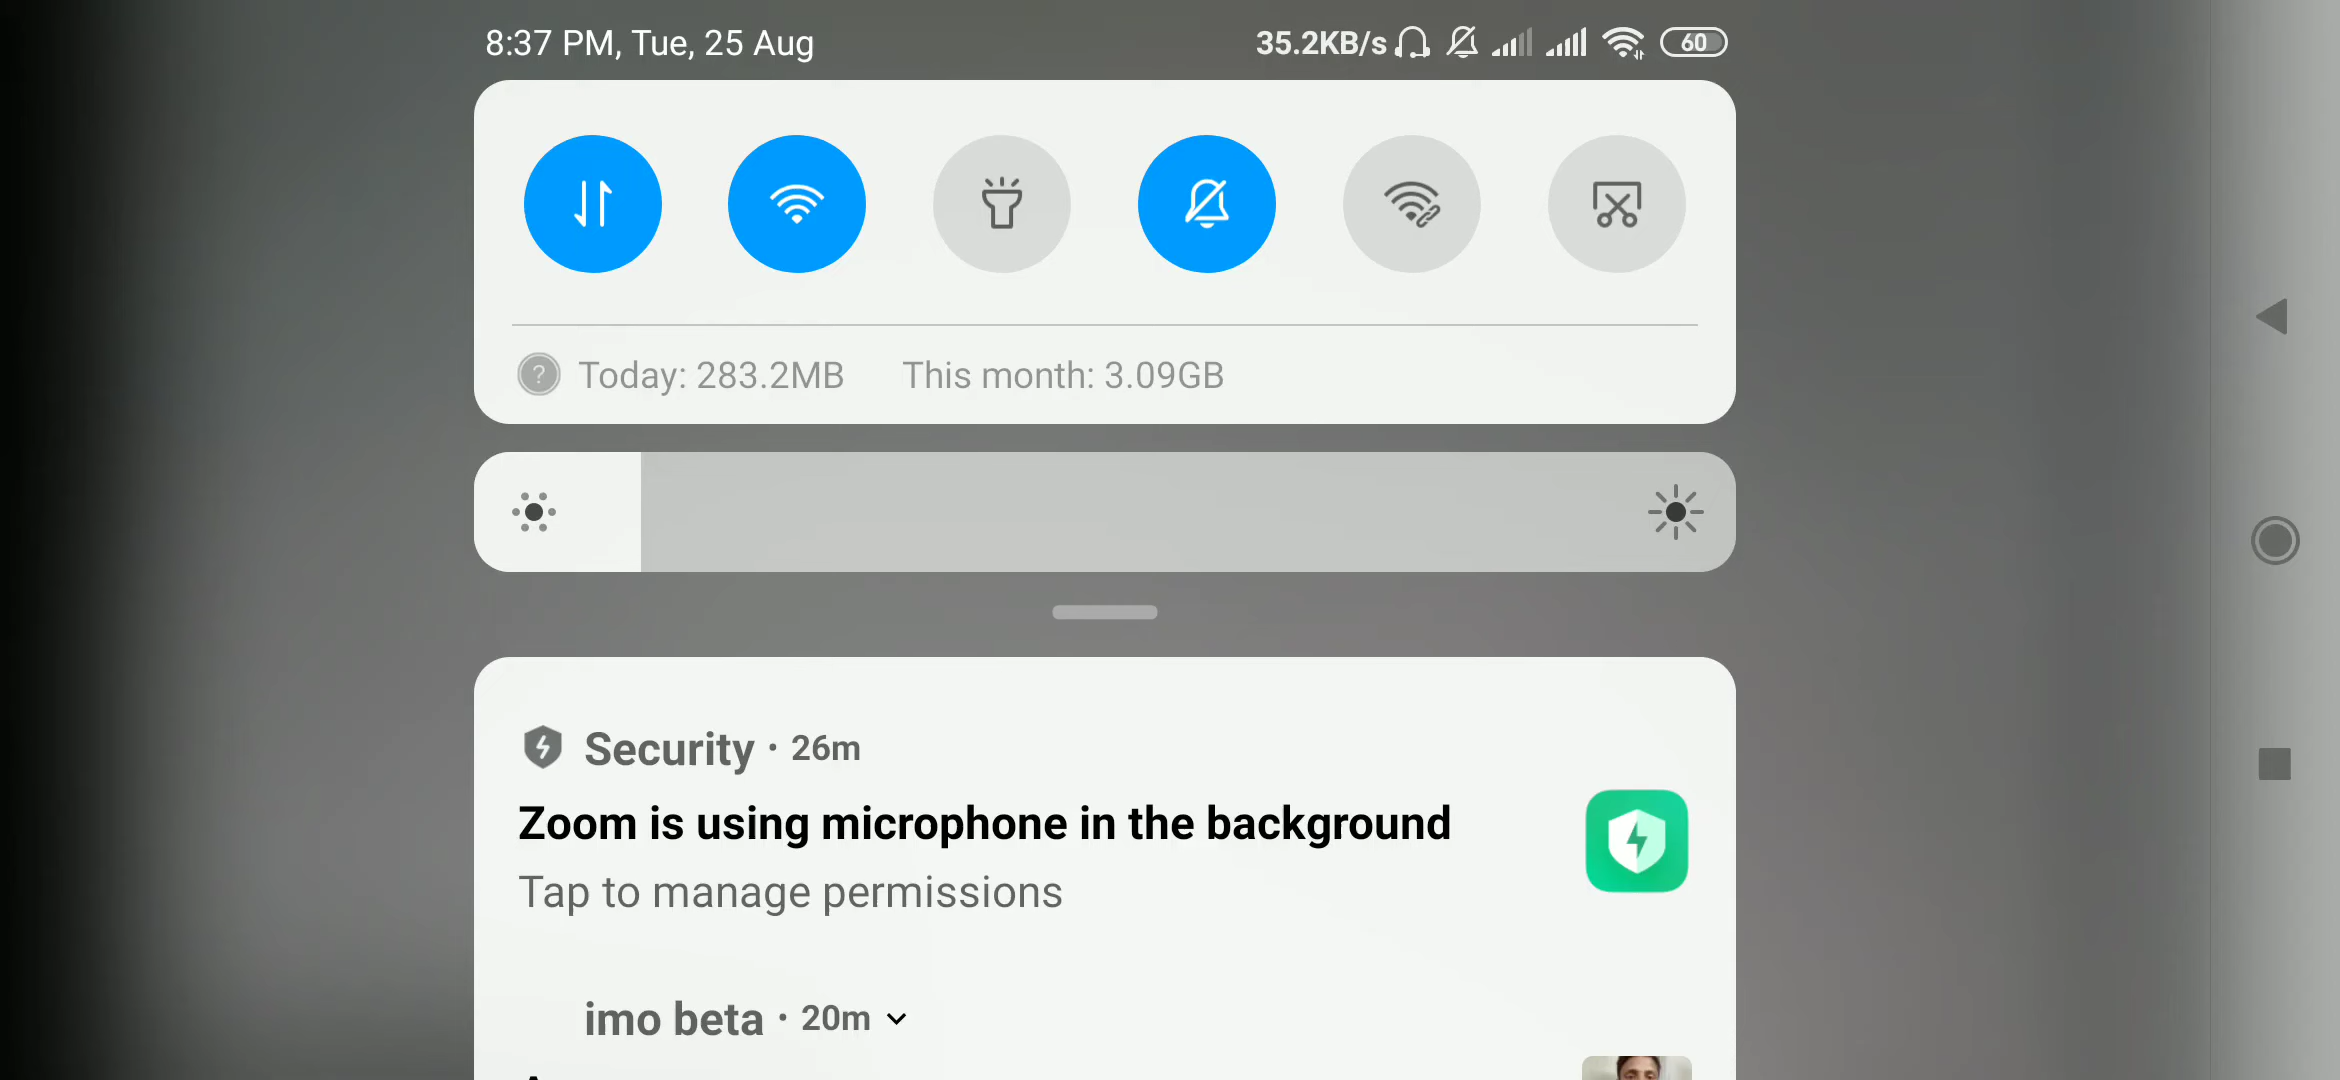 8:37 PM, Tue, 25 Aug 35.2KB/s 60
Today: 283.2MB This month: 3.09GB
Security · 26m
Zoom is using microphone in the background
Tap to manage permissions
imo beta · 20m